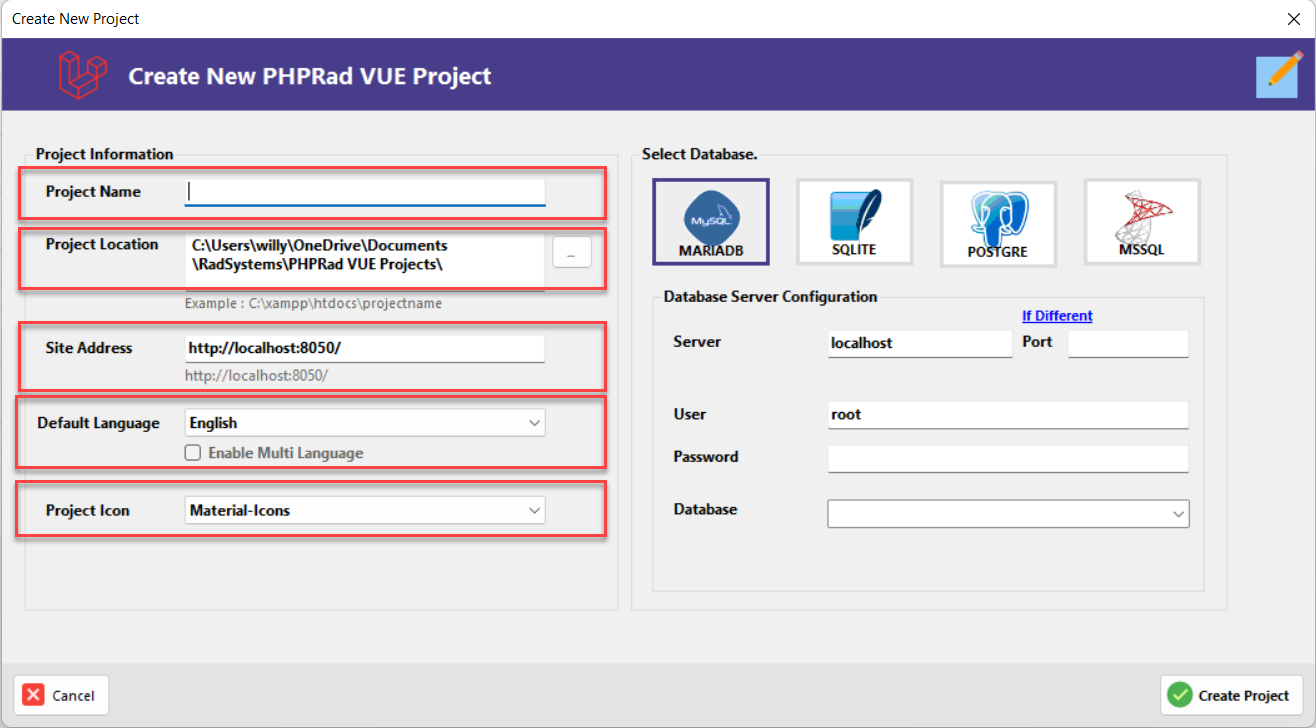 Create New Project
Create New PHPRad VUE Project
Project Information
Project Name
Project Location
C:\Users\willy\OneDrive\Documents
\RadSystems\PHPRad VUE Projects\
...
Example : C:\xampp\htdocs\projectname
Site Address
http://localhost:8050/
http://localhost:8050/
Default Language
English
Enable Multi Language
Project Icon
Material-Icons
Select Database.
MySQL
MARIADB
SQLITE
POSTGRE
MSSQL
Database Server Configuration
If Different
Server
localhost
Port
User
root
Password
Database
Cancel
Create Project